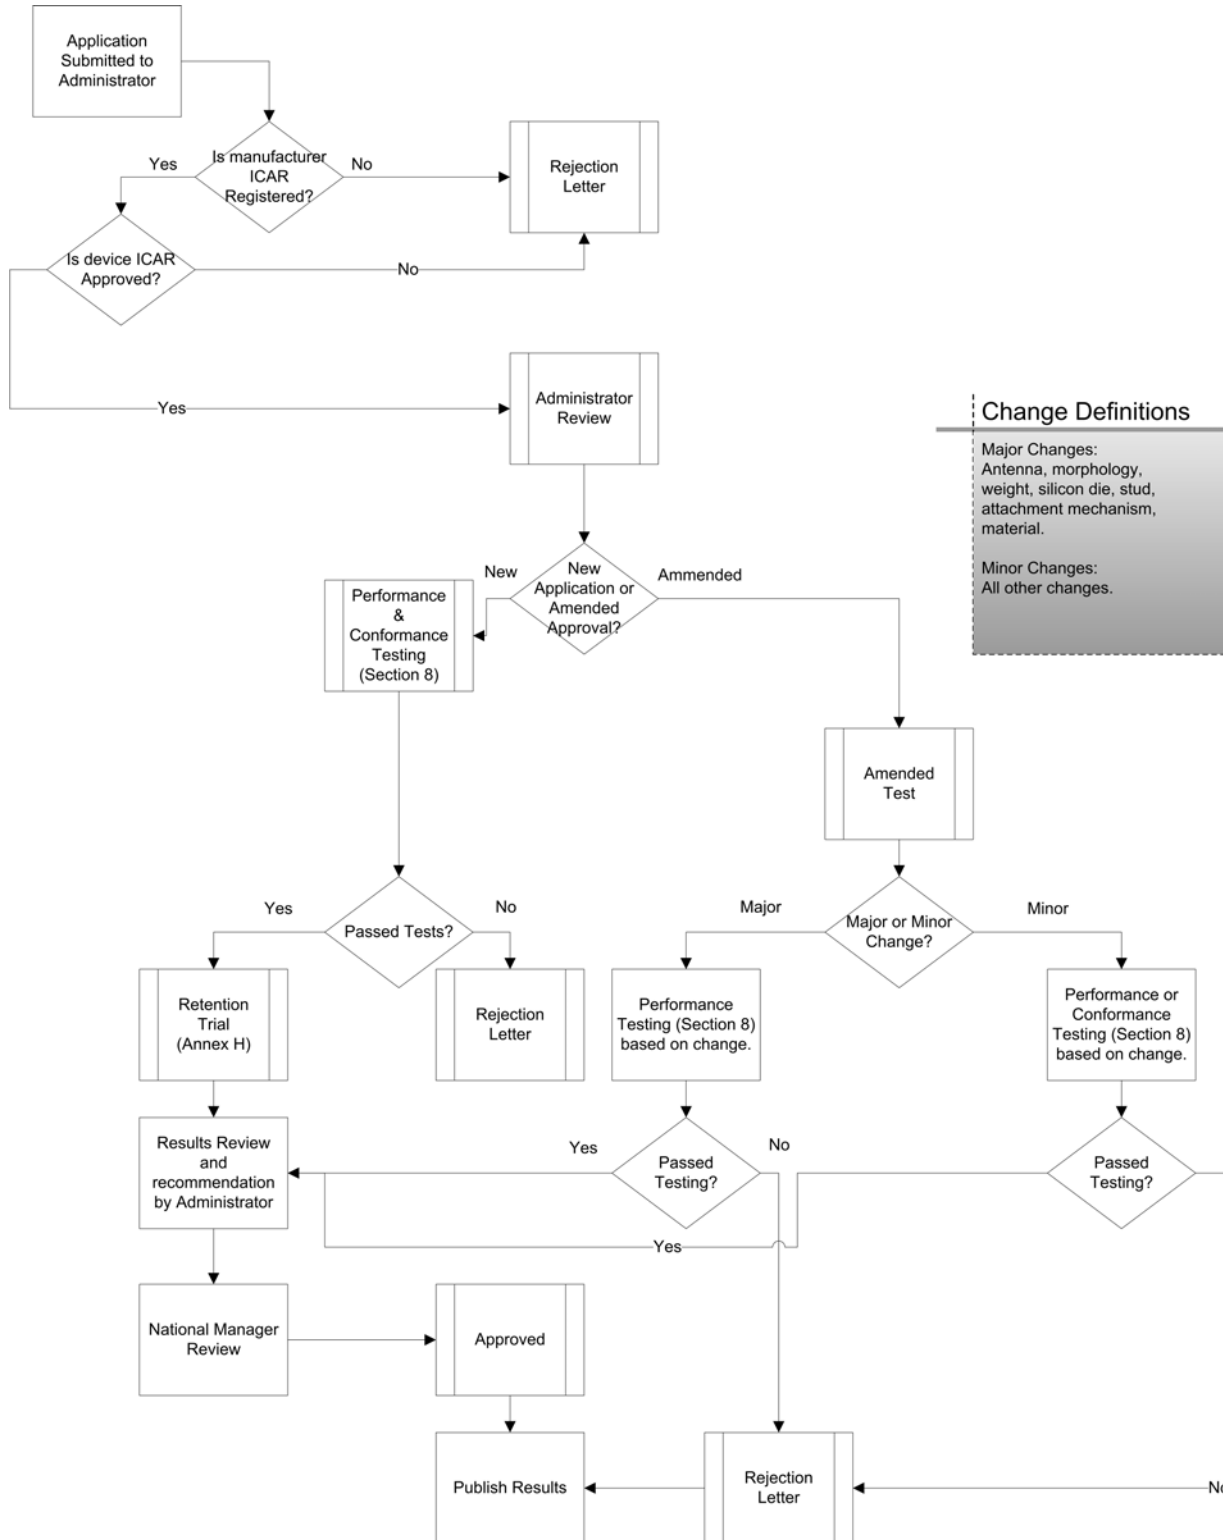 Application
Submitted to
Administrator
Is manufacturer
ICAR
Registered?
Yes
No
Rejection
Letter
Is device ICAR
Approved?
No
Yes
Administrator
Review
Change Definitions
Major Changes:
Antenna, morphology,
weight, silicon die, stud,
attachment mechanism,
material.
Minor Changes:
All other changes.
New
Application or
Amended
Approval?
New
Ammended
Performance
&
Conformance
Testing
(Section 8)
Amended
Test
Passed Tests?
Yes
No
Major or Minor
Change?
Major
Minor
Retention
Trial
(Annex H)
Rejection
Letter
Performance
Testing (Section 8)
based on change.
Performance or
Conformance
Testing (Section 8)
based on change.
Results Review
and
recommendation
by Administrator
Yes
No
Passed
Testing?
Passed
Testing?
Yes
National Manager
Review
Approved
Publish Results
Rejection
Letter
No